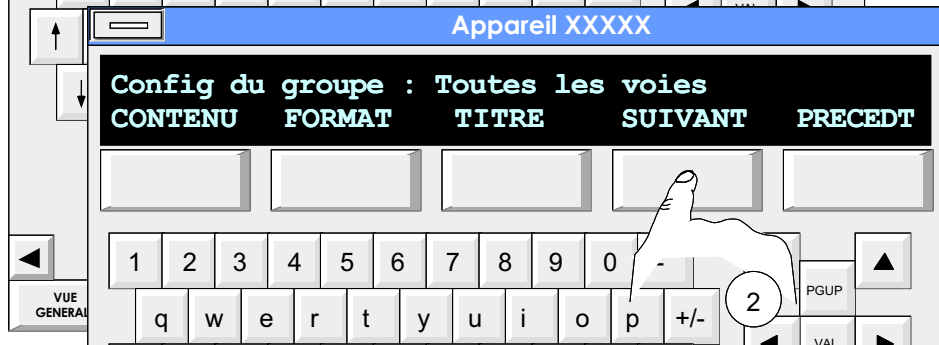 Appareil XXXXX
Config du groupe : Toutes les voies
CONTENU FORMAT TITRE SUIVANT PRECEDT
1 2 3 4 5 6 7 8 9 0 -
VUE
PGUP
q w e r t y u i o p +/-
2
VAL